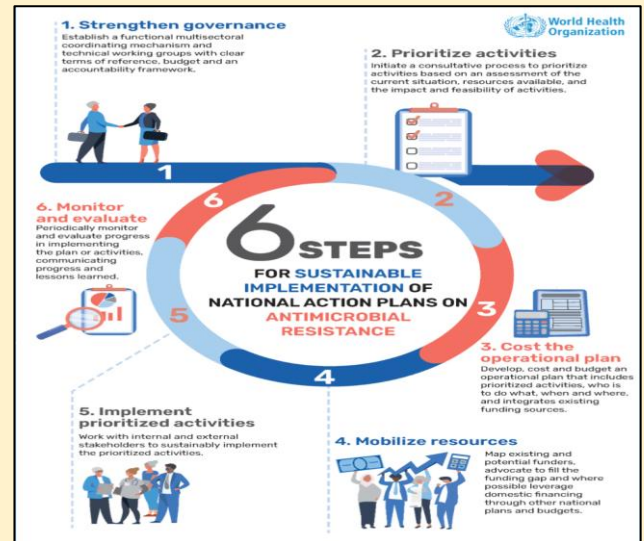 1. Strengthen governance
Establish a functional multisectoral
coordinating mechanism and
technical working groups with clear
terms of reference, budget and an
accountability framework.
World Health
Organization
2. Prioritize activities
Initiate a consultative process to prioritize
activities based on an assessment of the
current situation, resources available, and
the impact and feasibility of activities.
1
2
3
4
5
6
6 STEPS
FOR SUSTAINABLE
IMPLEMENTATION OF
NATIONAL ACTION PLANS ON
ANTIMICROBIAL
RESISTANCE
3. Cost the
operational plan
Develop, cost and budget an
operational plan that includes
prioritized activities, who is
to do what, when and where,
and integrates existing
funding sources.
4. Mobilize resources
Map existing and
potential funders,
advocate to fill the
funding gap and where
possible leverage
domestic financing
through other national
plans and budgets.
5. Implement
prioritized activities
Work with internal and external
stakeholders to sustainably implement
the prioritized activities.
6. Monitor
and evaluate
Periodically monitor
and evaluate progress
in implementing
the plan or activities,
communicating
progress and
lessons learned.